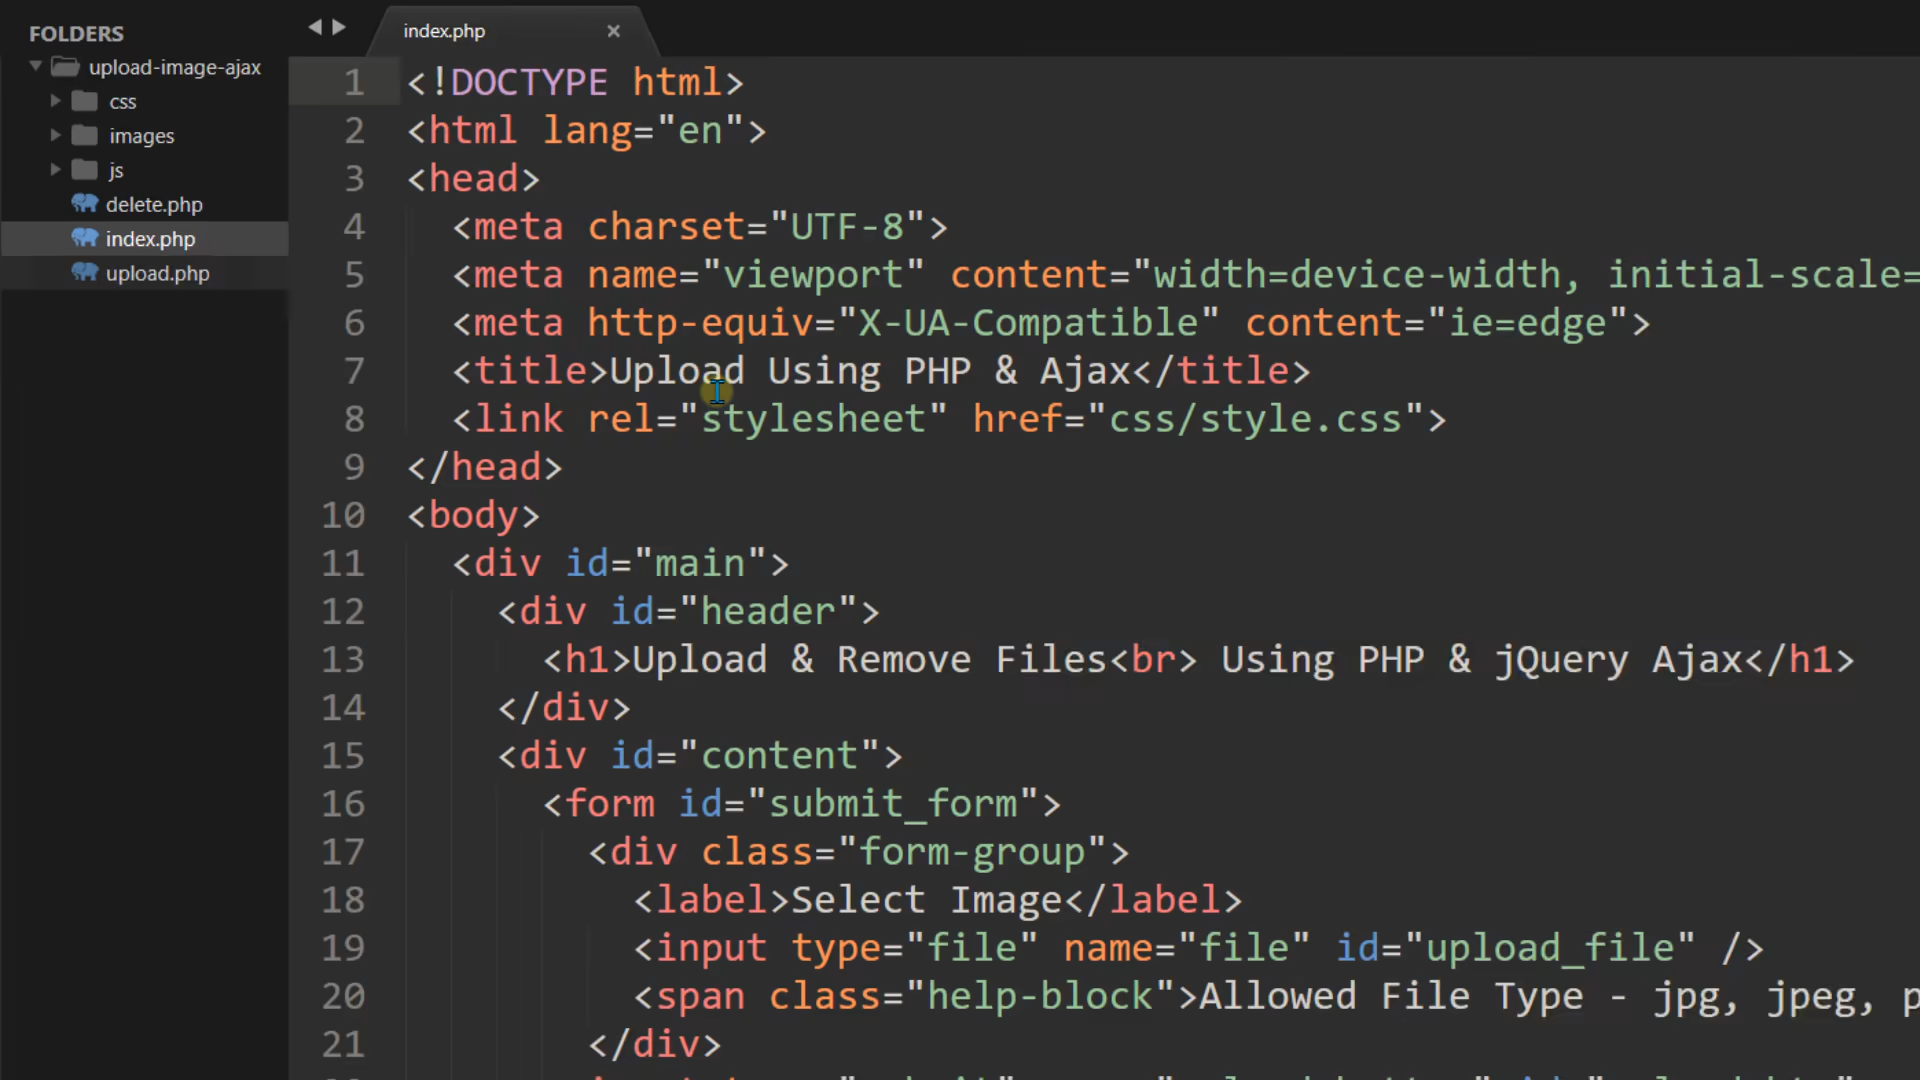 FOLDERS
upload-image-ajax
css
images
js
delete.php
index.php
upload.php
index.php
1 <!DOCTYPE html>
2 <html lang="en">
3 <head>
4 <meta charset="UTF-8">
5 <meta name="viewport" content="width=device-width, initial-scale=
6 <meta http-equiv="X-UA-Compatible" content="ie=edge">
7 <title>Upload Using PHP & Ajax</title>
8 <link rel="stylesheet" href="css/style.css">
9 </head>
10 <body>
11 <div id="main">
12 <div id="header">
13 <h1>Upload & Remove Files<br> Using PHP & jQuery Ajax</h1>
14 </div>
15 <div id="content">
16 <form id="submit_form">
17 <div class="form-group">
18 <label>Select Image</label>
19 <input type="file" name="file" id="upload_file" />
20 <span class="help-block">Allowed File Type - jpg, jpeg, p
21 </div>